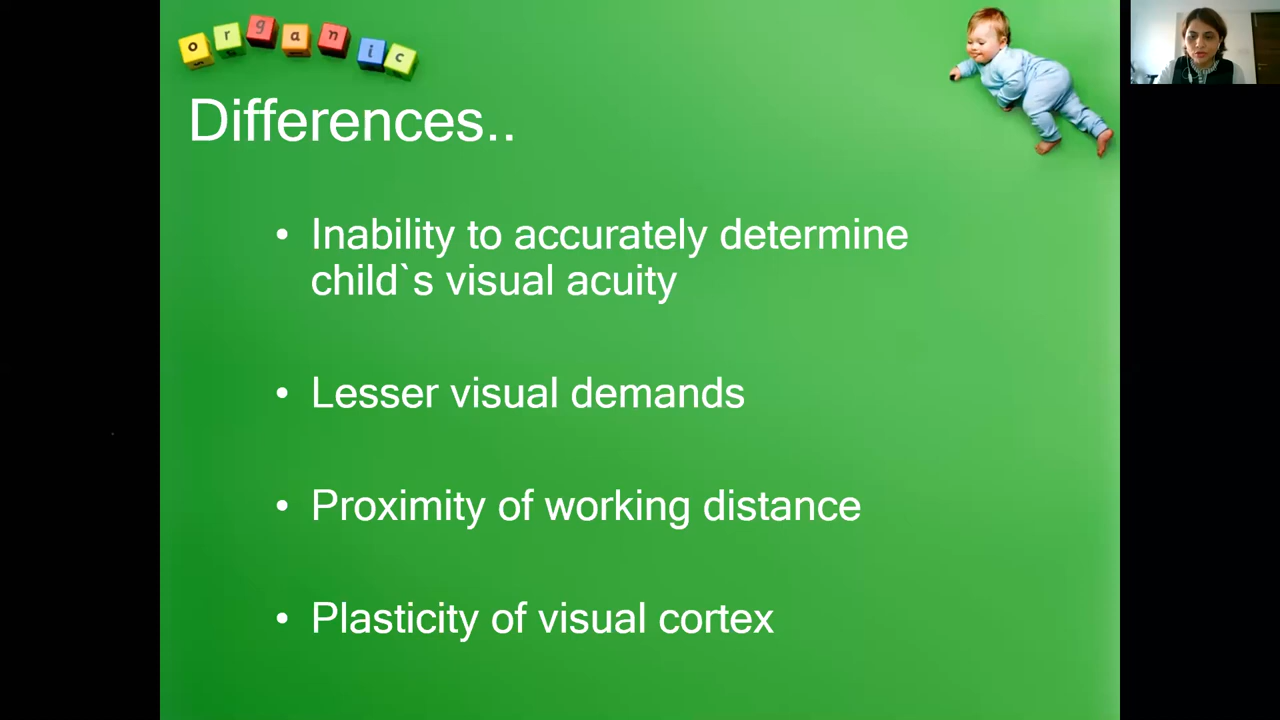 organic
Differences..
• Inability to accurately determine
child`s visual acuity
• Lesser visual demands
• Proximity of working distance
• Plasticity of visual cortex